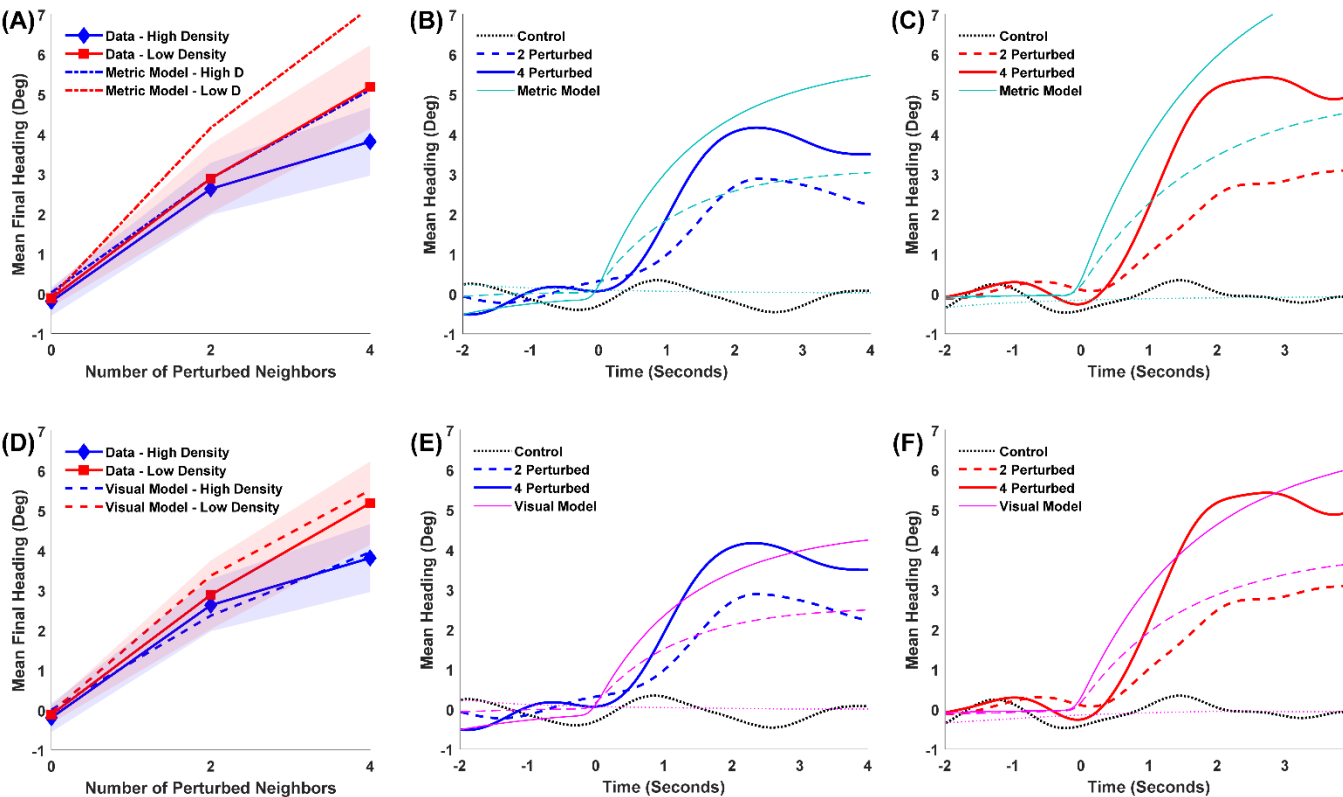 (A)
Mean Final Heading (Deg)
7
6
5
4
3
2
1
0
-1
Data - High Density
Data - Low Density
Metric Model - High D
Metric Model - Low D
0
2
4
Number of Perturbed Neighbors
(B)
Mean Heading (Deg)
7
6
5
4
3
2
1
0
-1
Control
2 Perturbed
4 Perturbed
Metric Model
-2
-1
0
1
2
3
4
Time (Seconds)
(C)
Mean Heading (Deg)
7
6
5
4
3
2
1
0
-1
Control
2 Perturbed
4 Perturbed
Metric Model
-2
-1
0
1
2
3
Time (Seconds)
(D)
Mean Final Heading (Deg)
7
6
5
4
3
2
1
0
-1
Data - High Density
Data - Low Density
Visual Model - High Density
Visual Model - Low Density
0
2
4
Number of Perturbed Neighbors
(E)
Mean Heading (Deg)
7
6
5
4
3
2
1
0
-1
Control
2 Perturbed
4 Perturbed
Visual Model
-2
-1
0
1
2
3
4
Time (Seconds)
(F)
Mean Heading (Deg)
7
6
5
4
3
2
1
0
-1
Control
2 Perturbed
4 Perturbed
Visual Model
-2
-1
0
1
2
3
Time (Seconds)